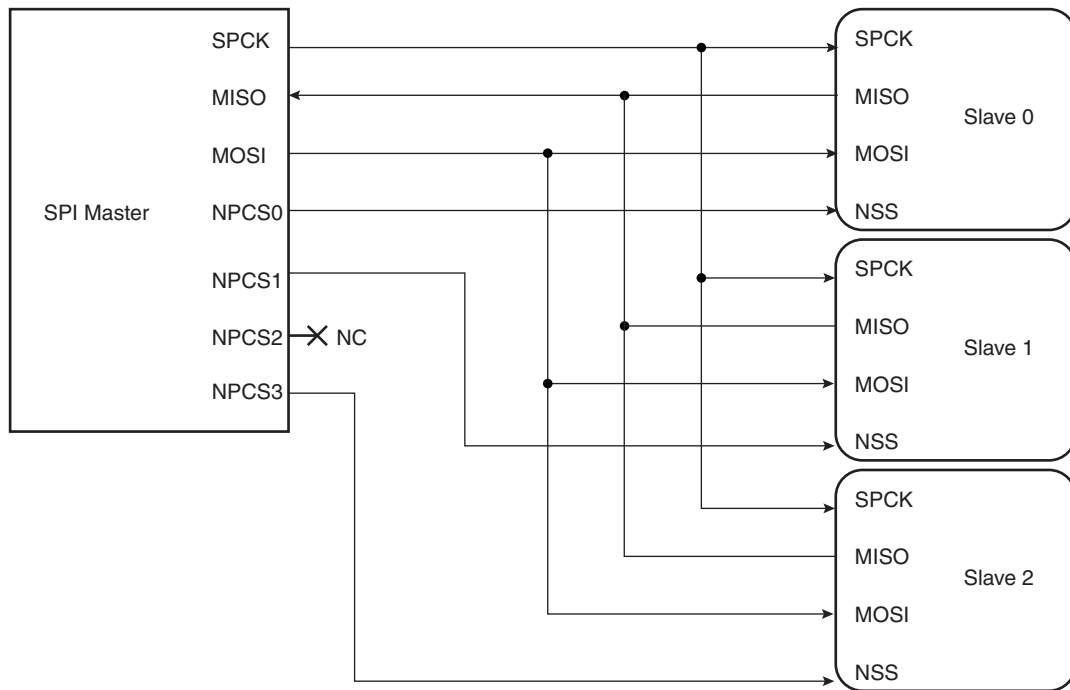 SPI Master
SPCK
MISO
MOSI
NPCS0
NPCS1
NPCS2
NC
NPCS3
SPCK
MISO
Slave 0
MOSI
NSS
SPCK
MISO
Slave 1
MOSI
NSS
SPCK
MISO
Slave 2
MOSI
NSS